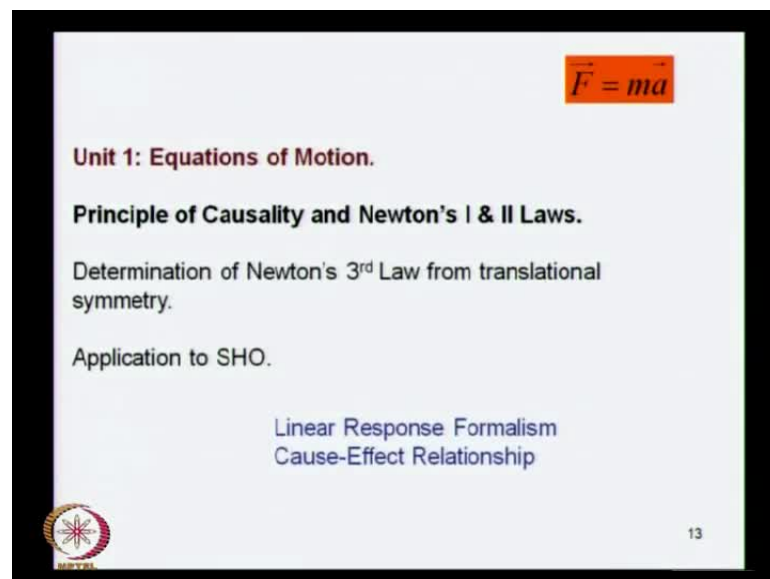 F = ma
Unit 1: Equations of Motion.
Principle of Causality and Newton's I & II Laws.
Determination of Newton's 3rd Law from translational
symmetry.
Application to SHO.
Linear Response Formalism
Cause-Effect Relationship
13
NPTEL